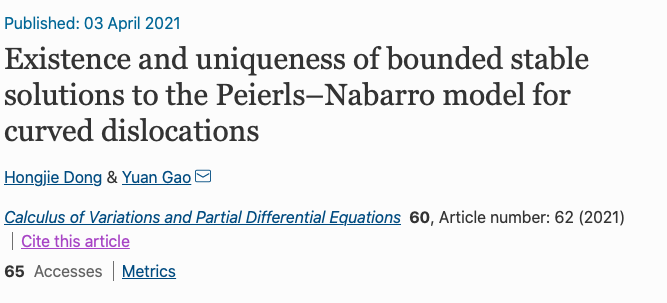 Published: 03 April 2021
Existence and uniqueness of bounded stable
solutions to the Peierls–Nabarro model for
curved dislocations
Hongjie Dong & Yuan Gao
Calculus of Variations and Partial Differential Equations 60, Article number: 62 (2021)
| Cite this article
65 Accesses | Metrics